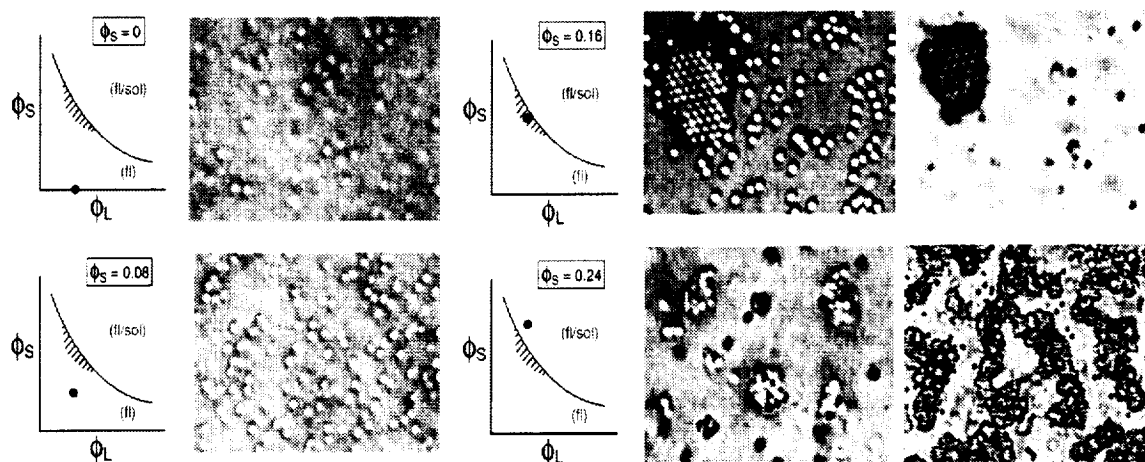 ϕS = 0
ϕS
(fl/sol)
(fl)
ϕL
ϕS = 0.16
ϕS
(fl/sol)
(fl)
ϕL
ϕS = 0.08
ϕS
(fl/sol)
(fl)
ϕL
ϕS = 0.24
ϕS
(fl/sol)
(fl)
ϕL